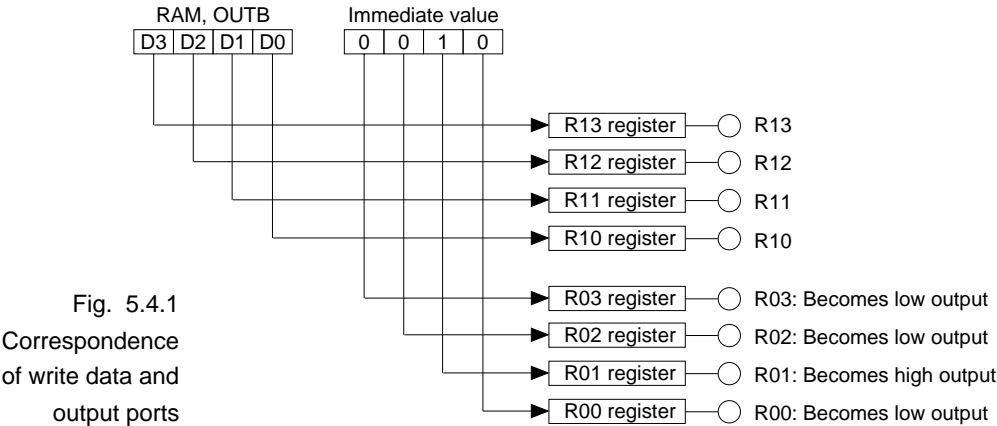 RAM, OUTB Immediate value
D3 D2 D1 D0 0 0 1 0
R13 register R13
R12 register R12
R11 register R11
R10 register R10
R03 register R03: Becomes low output
R02 register R02: Becomes low output
R01 register R01: Becomes high output
R00 register R00: Becomes low output
Fig. 5.4.1
Correspondence
of write data and
output ports